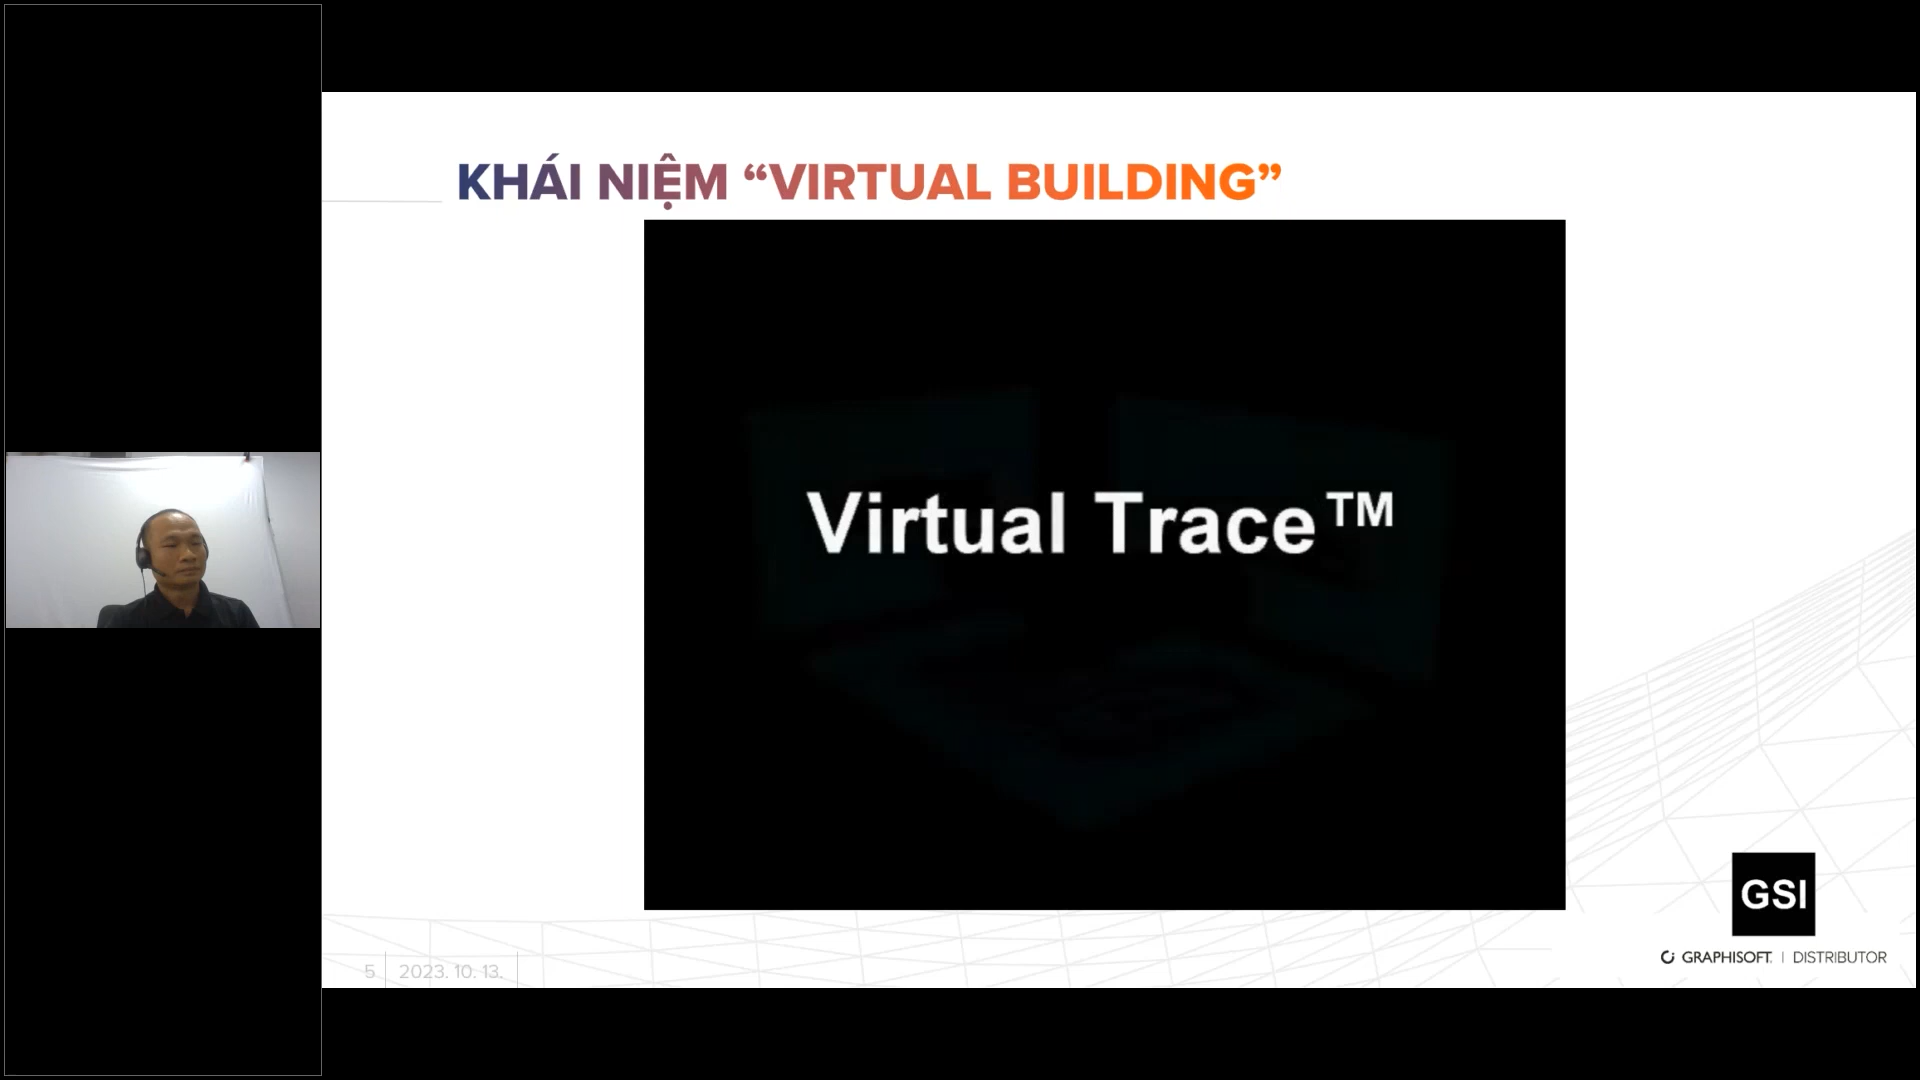 KHÁI NIỆM “VIRTUAL BUILDING”
Virtual Trace™
GSI
GRAPHISOFT. | DISTRIBUTOR
5 | 2023. 10. 13.